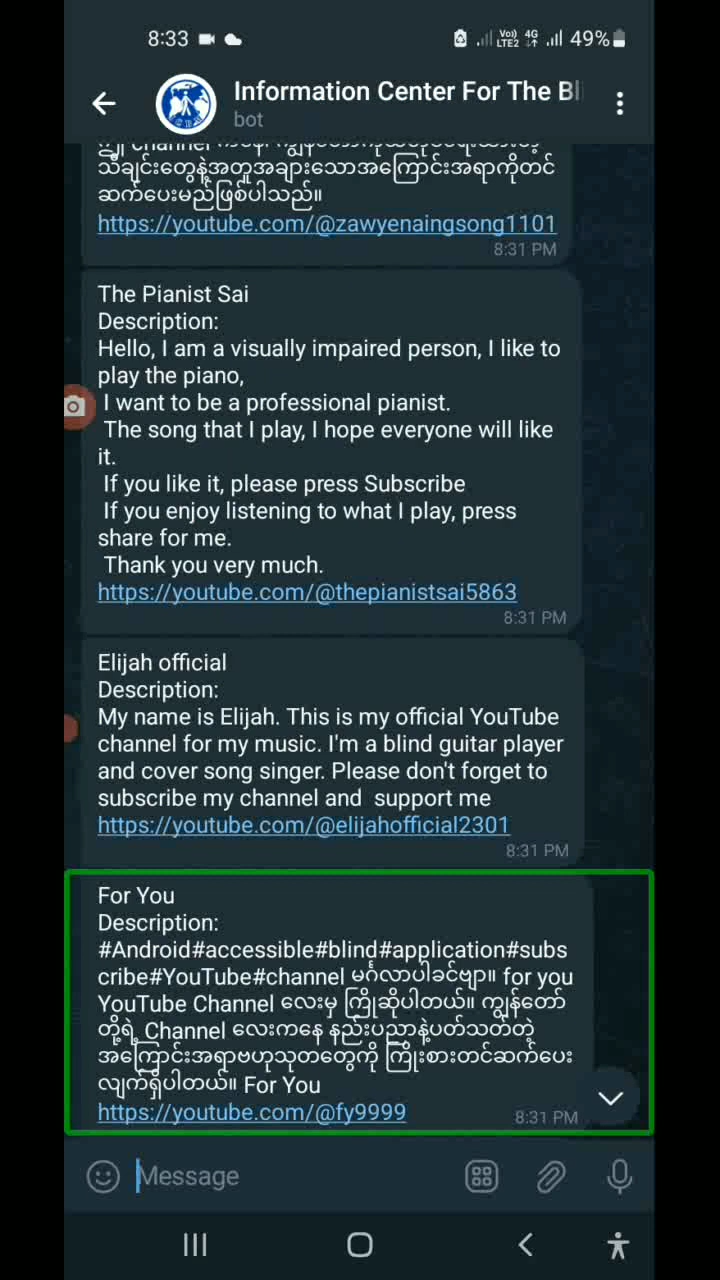 8:33
Vo)) LTE2 4G 49%
Information Center For The Bl
bot
ဤ Channel
သီချင်းတွေနဲ့အတူအခြားသောအကြောင်းအရာကိုတင်
ဆက်ပေးမည်ဖြစ်ပါသည်။
https://youtube.com/@zawyenaingsong1101
8:31 PM
The Pianist Sai
Description:
Hello, I am a visually impaired person, I like to
play the piano,
I want to be a professional pianist.
The song that I play, I hope everyone will like
it.
If you like it, please press Subscribe
If you enjoy listening to what I play, press
share for me.
Thank you very much.
https://youtube.com/@thepianistsai5863
8:31 PM
Elijah official
Description:
My name is Elijah. This is my official YouTube
channel for my music. I'm a blind guitar player
and cover song singer. Please don't forget to
subscribe my channel and  support me
https://youtube.com/@elijahofficial2301
8:31 PM
For You
Description:
#Android#accessible#blind#application#subs
cribe#YouTube#channel မင်္ဂလာပါခင်ဗျာ။ for you
YouTube Channel လေးမှ ကြိုဆိုပါတယ်။ ကျွန်တော်
တို့ရဲ့ Channel လေးကနေ နည်းပညာနဲ့ပတ်သတ်တဲ့
အကြောင်းအရာဗဟုသုတတွေကို ကြိုးစားတင်ဆက်ပေး
လျက်ရှိပါတယ်။ For You
https://youtube.com/@fy9999
8:31 PM
Message